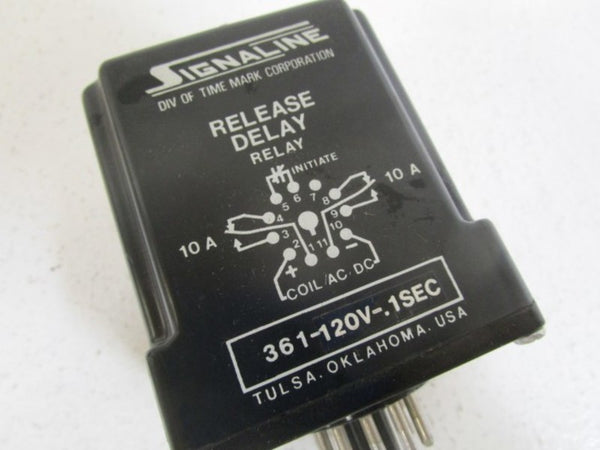 SIGNALINE
DIV OF TIME MARK CORPORATION
RELEASE
DELAY
RELAY
INITIATE
5 6 7 8
10 A
4 9
10 A
3 10
2 1 11
+ -
COIL AC/DC
361-120V-.1SEC
TULSA, OKLAHOMA. USA